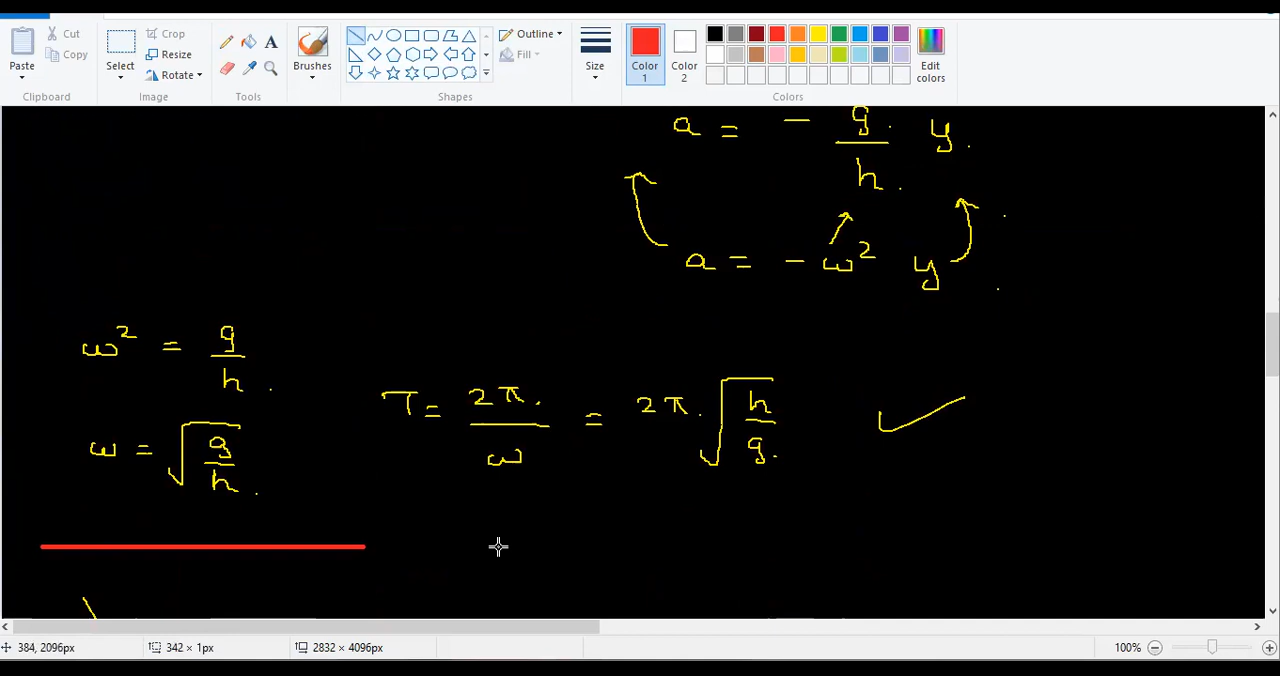 Cut
Copy
Paste
Clipboard
Crop
Resize
Rotate
Select
Image
A
Tools
Brushes
Outline
Fill
Shapes
Size
Color 1
Color 2
Edit colors
Colors
a = - g/h y
a = - ω² y
ω² = g/h
T = 2π/ω = 2π √(h/g)
ω = √(g/h)
384, 2096px
342 × 1px
2832 × 4096px
100%